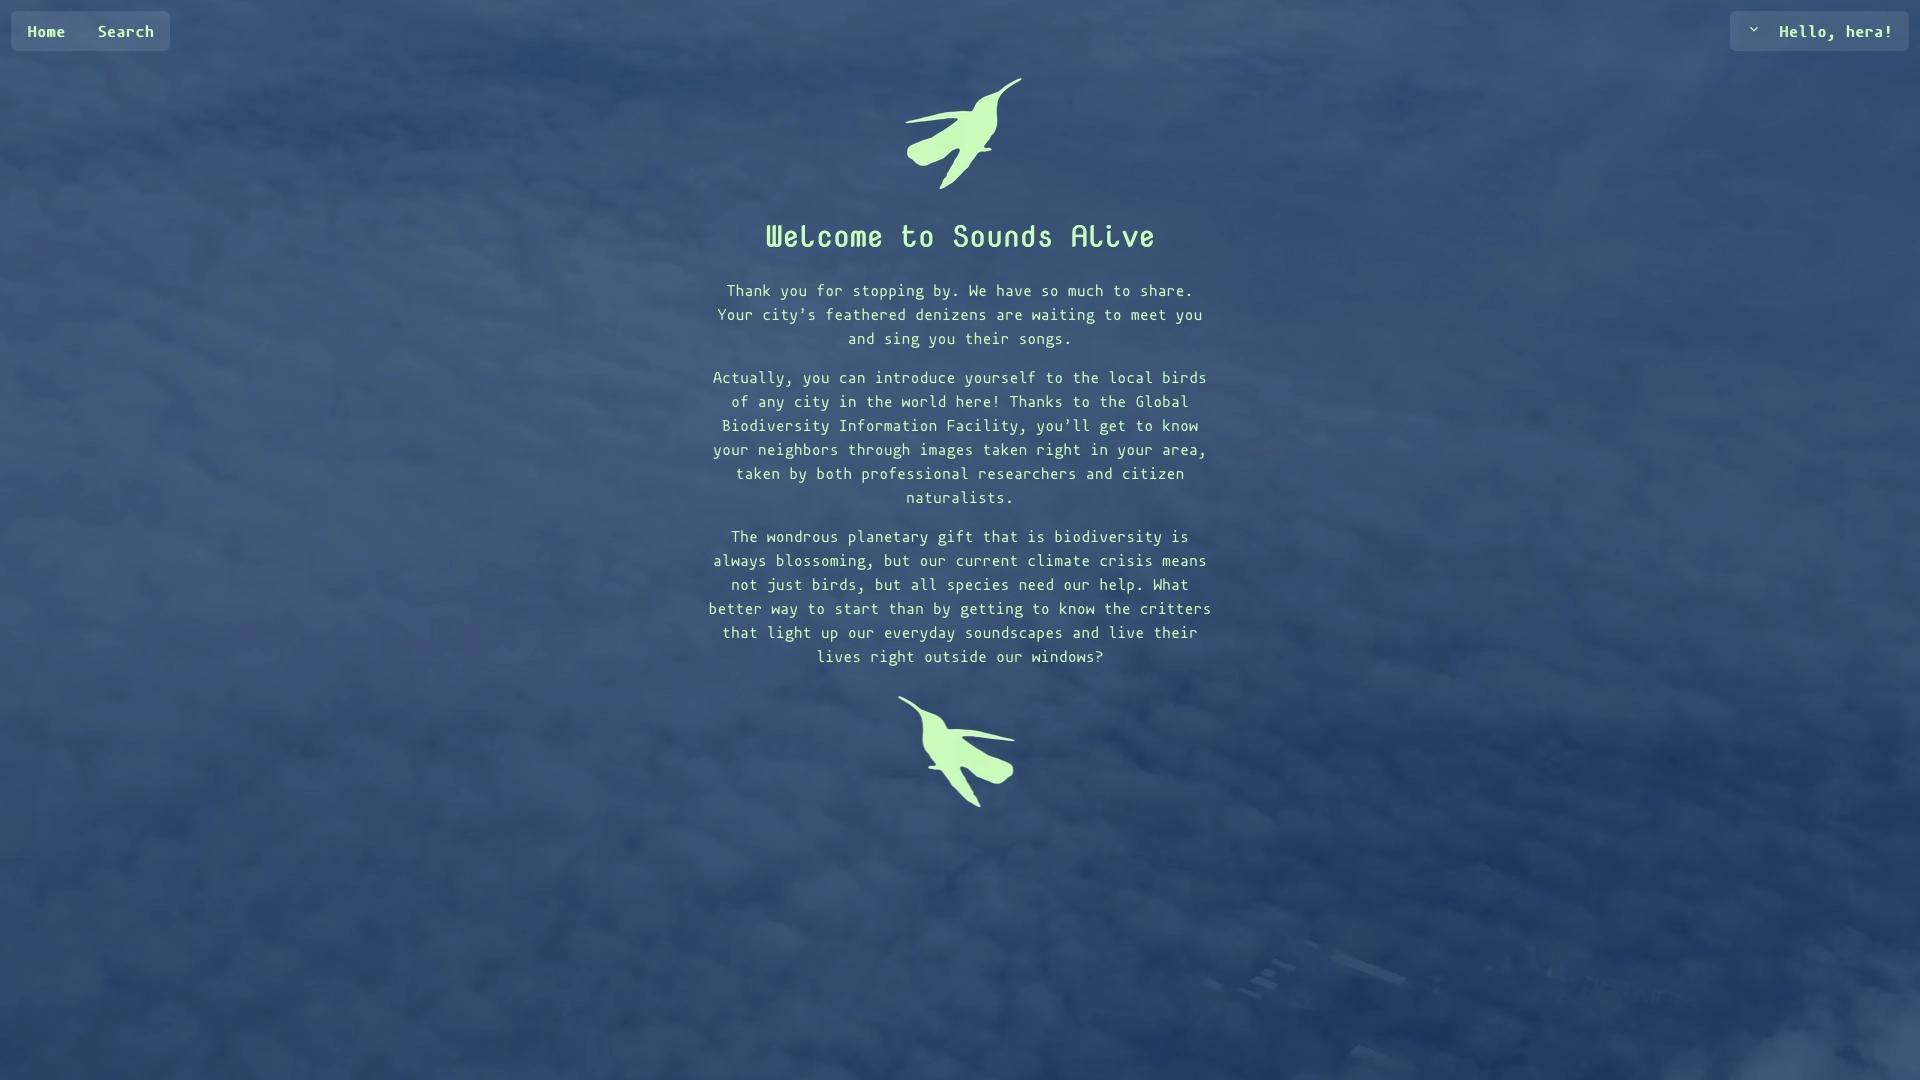 Home Search Hello, hera!
Welcome to Sounds Alive
Thank you for stopping by. We have so much to share.
Your city’s feathered denizens are waiting to meet you
and sing you their songs.
Actually, you can introduce yourself to the local birds
of any city in the world here! Thanks to the Global
Biodiversity Information Facility, you’ll get to know
your neighbors through images taken right in your area,
taken by both professional researchers and citizen
naturalists.
The wondrous planetary gift that is biodiversity is
always blossoming, but our current climate crisis means
not just birds, but all species need our help. What
better way to start than by getting to know the critters
that light up our everyday soundscapes and live their
lives right outside our windows?